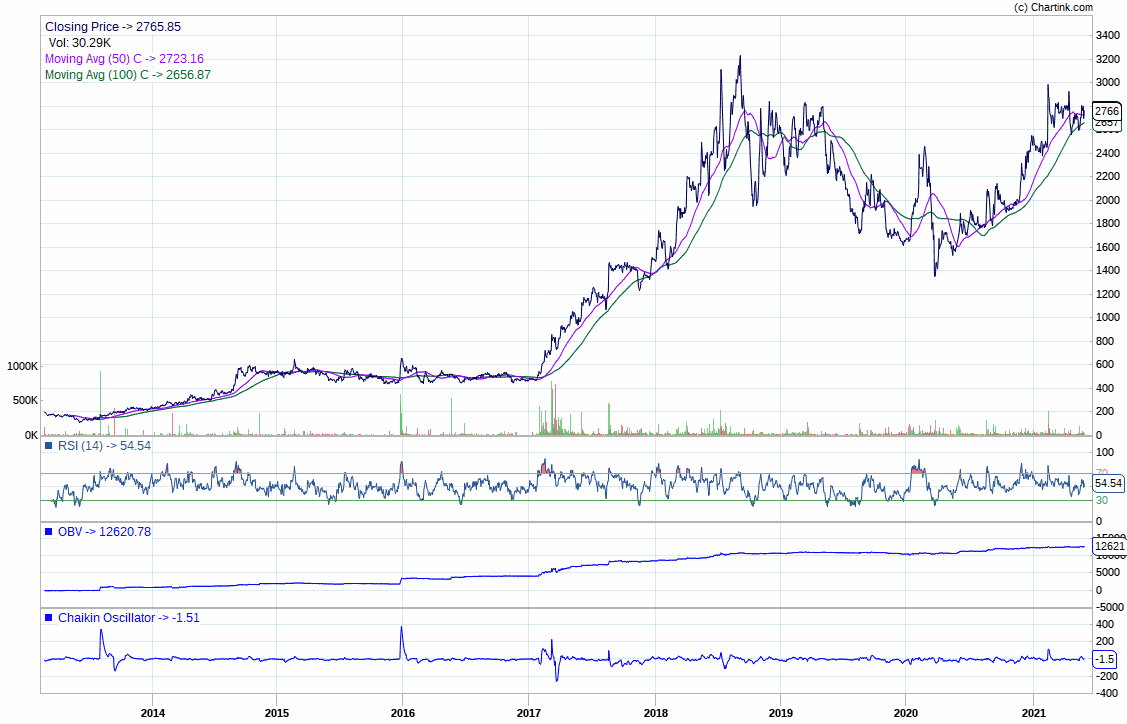 (c) Chartink.com
Closing Price -> 2765.85
Vol: 30.29K
Moving Avg (50) C -> 2723.16
Moving Avg (100) C -> 2656.87
3400
3200
3000
2766
2657
2400
2200
2000
1800
1600
1400
1200
1000
800
600
400
200
0
1000K
500K
0K
RSI (14) -> 54.54
100
70
54.54
30
0
OBV -> 12620.78
15000
12621
10000
5000
0
-5000
Chaikin Oscillator -> -1.51
400
200
-1.5
-200
-400
2014 2015 2016 2017 2018 2019 2020 2021